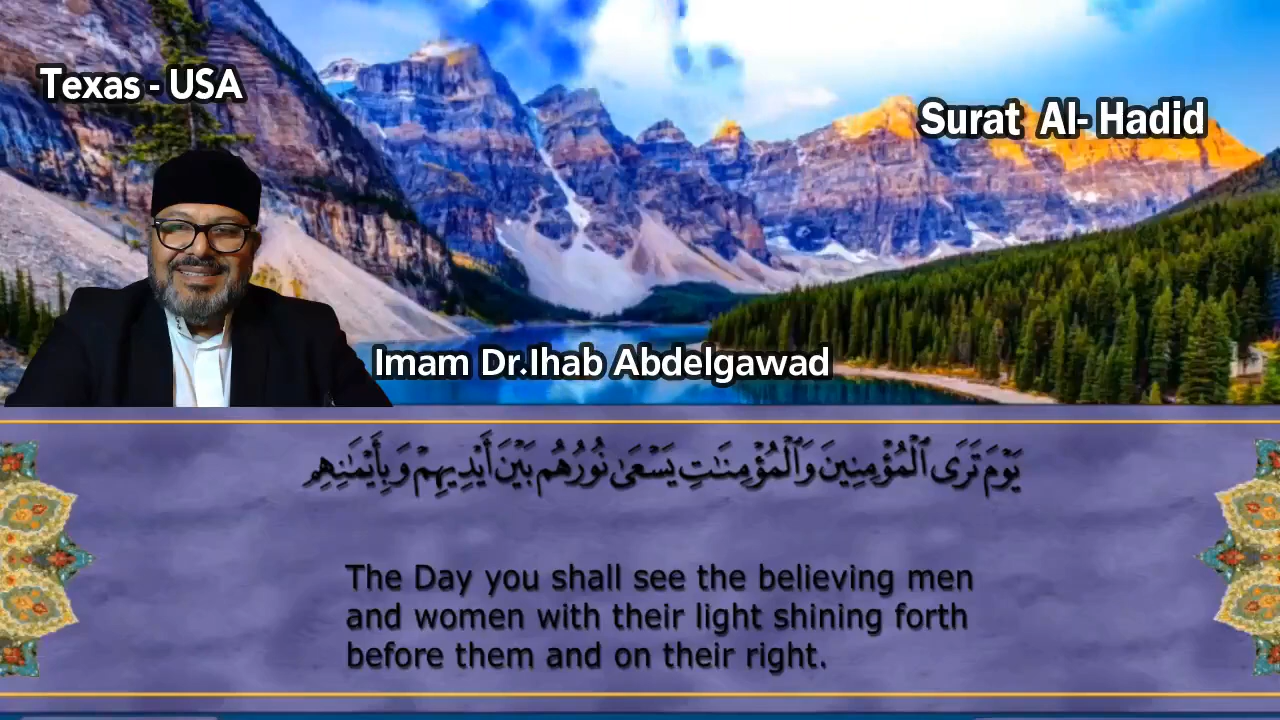 Texas - USA
Surat Al- Hadid
Imam Dr.Ihab Abdelgawad
يَوْمَ تَرَى ٱلْمُؤْمِنِينَ وَٱلْمُؤْمِنَـٰتِ يَسْعَىٰ نُورُهُم بَيْنَ أَيْدِيهِمْ وَبِأَيْمَـٰنِهِم
The Day you shall see the believing men
and women with their light shining forth
before them and on their right.